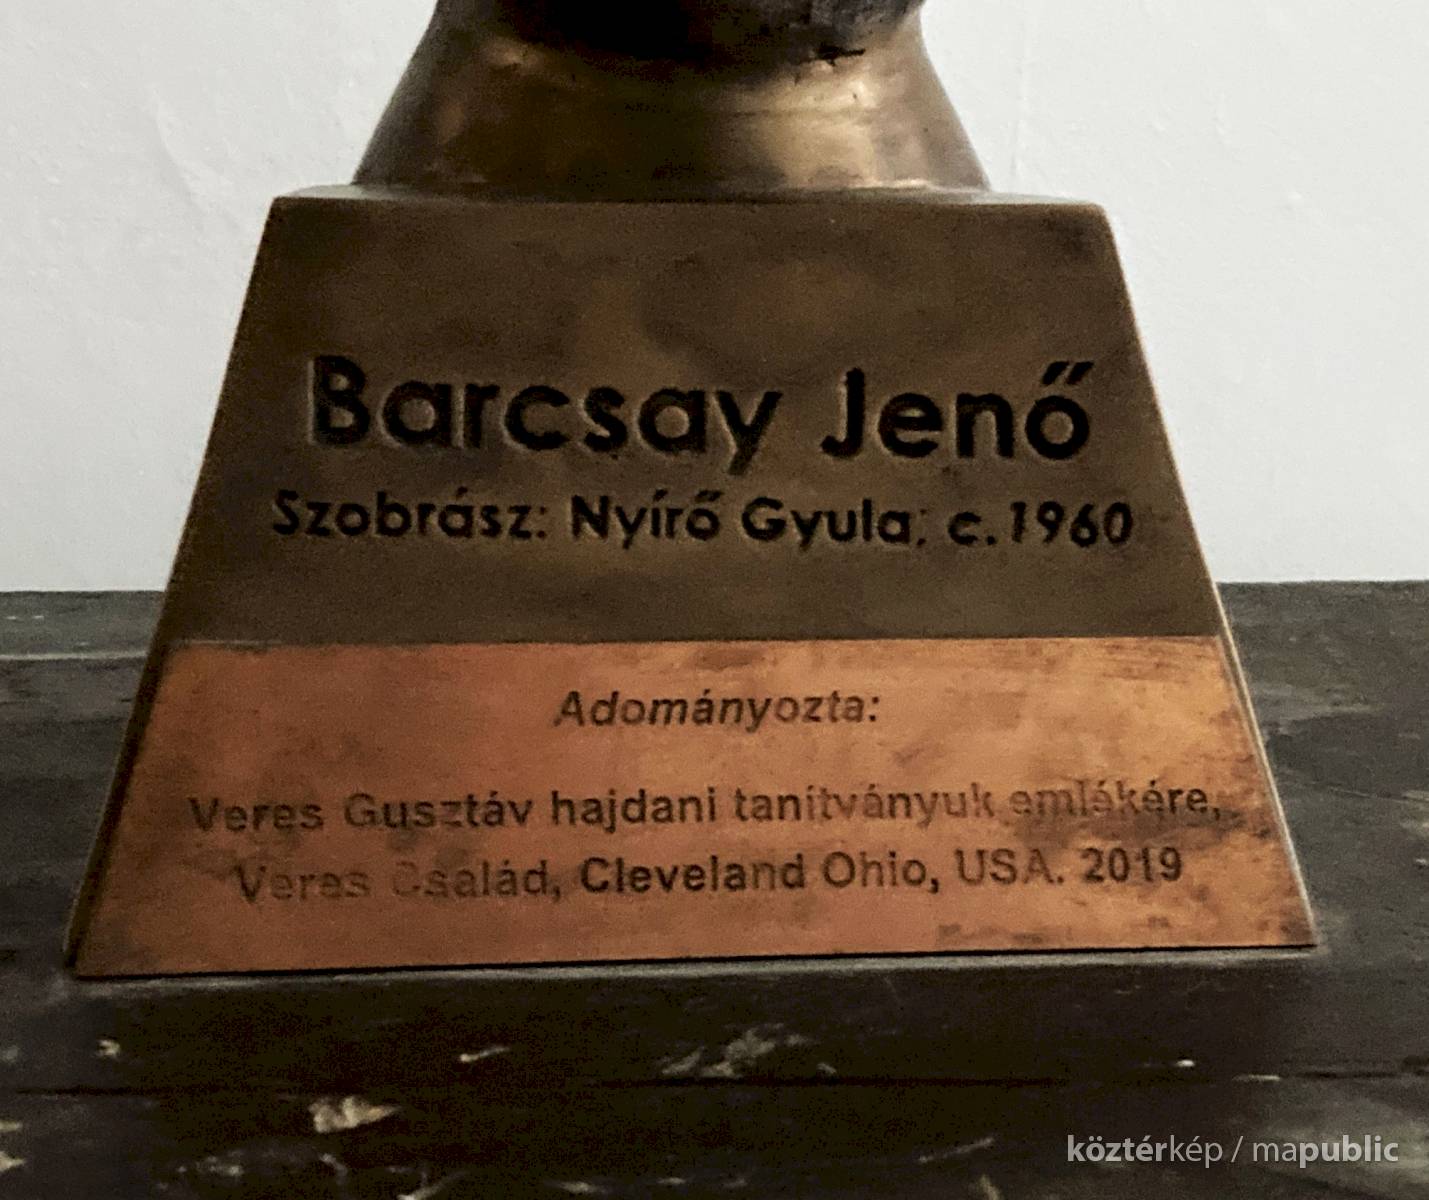 Barcsay Jenő
Szobrász: Nyírő Gyula; c.1960
Adományozta:
Veres Gusztáv hajdani tanítványuk emlákére,
Veres Család, Cleveland Ohio, USA. 2019
köztérkép / mapublic